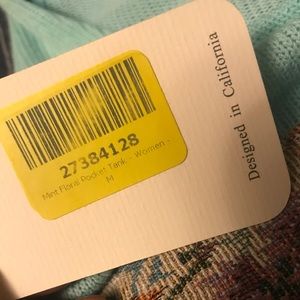 27384128
Mint Floral Pocket Tank - Women -
M
Designed in California